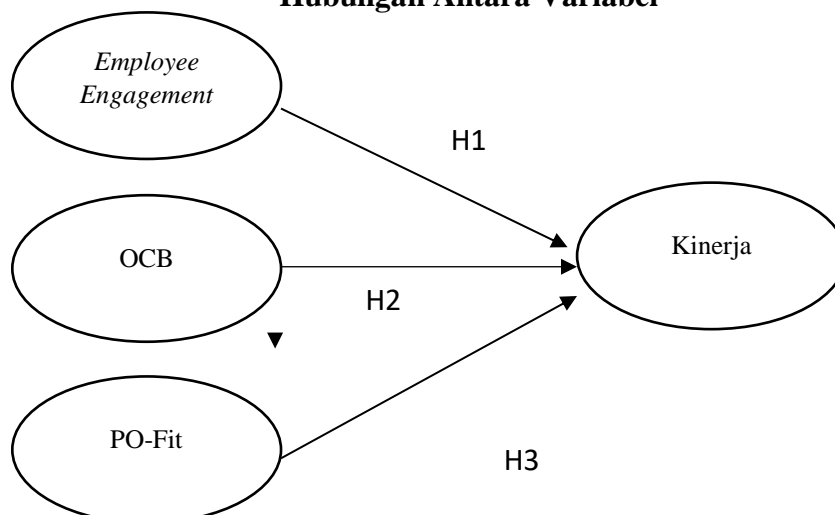 Hubungan Antara Variabel
Employee
Engagement
H1
OCB
Kinerja
H2
PO-Fit
H3